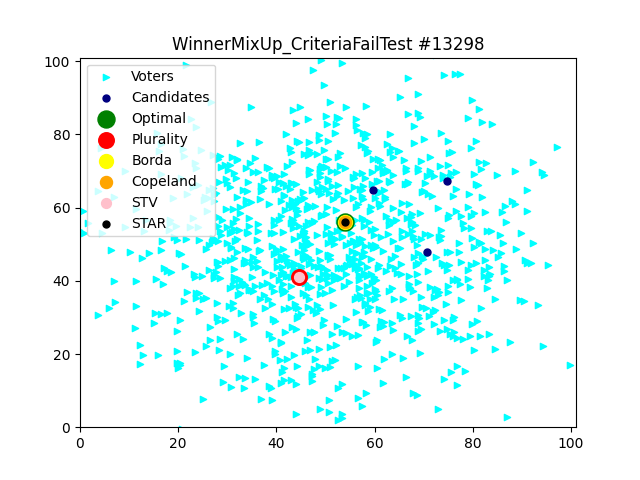 WinnerMixUp_CriteriaFailTest #13298
100
80
60
40
20
0
0
20
40
60
80
100
Voters
Candidates
Optimal
Plurality
Borda
Copeland
STV
STAR